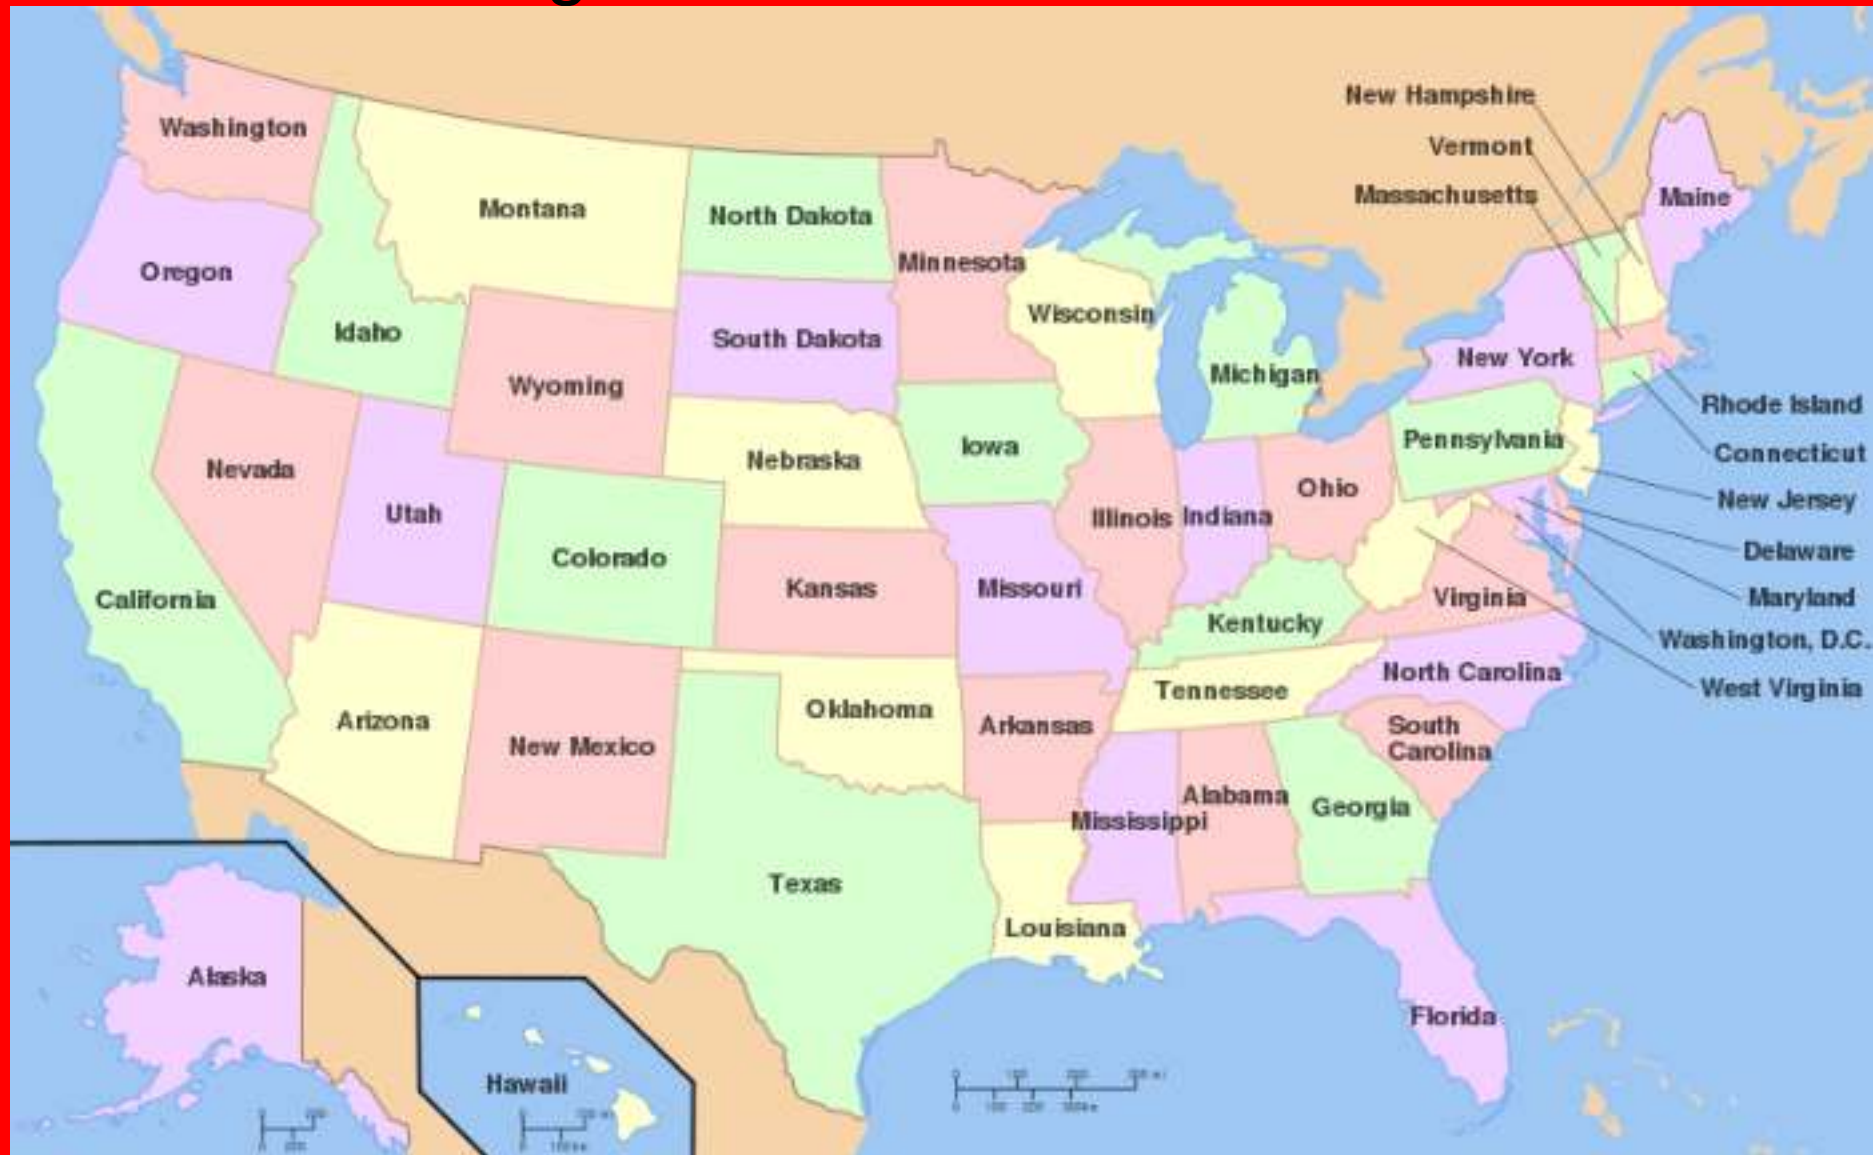 New Hampshire
Washington
Vermont
Massachusetts
Maine
Montana
North Dakota
Minnesota
Oregon
Idaho
Wisconsin
South Dakota
New York
Wyoming
Michigan
Rhode Island
Pennsylvania
Iowa
Connecticut
Nebraska
Nevada
Ohio
New Jersey
Utah
Illinois
Indiana
Colorado
Delaware
Kansas
Missouri
California
Virginia
Maryland
Kentucky
Washington, D.C.
North Carolina
Tennessee
West Virginia
Oklahoma
Arizona
Arkansas
South
Carolina
New Mexico
Alabama
Georgia
Mississippi
Texas
Louisiana
Alaska
Florida
Hawaii